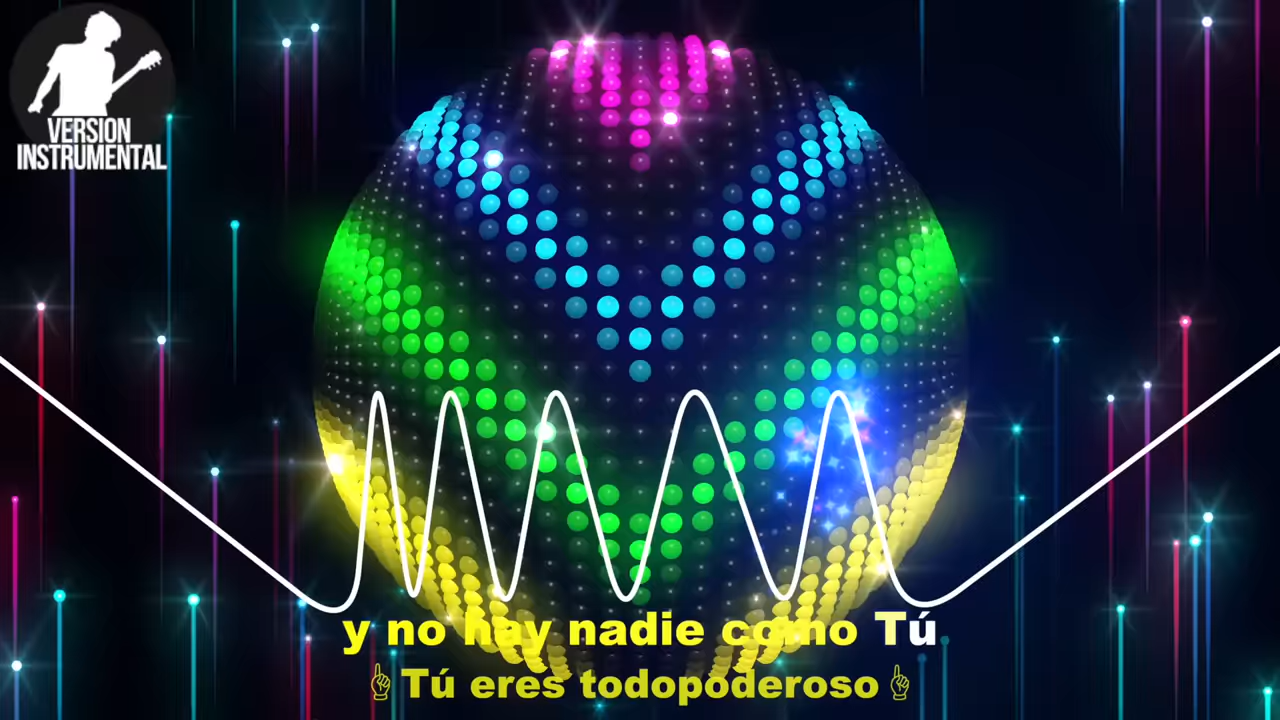 VERSION
INSTRUMENTAL
y no hay nadie como Tú
☝Tú eres todopoderoso☝